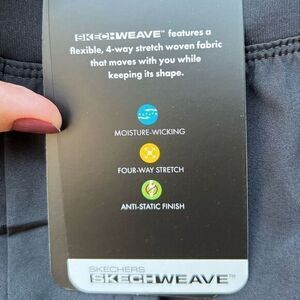 SKECHWEAVE™ features a
flexible, 4-way stretch woven fabric
that moves with you while
keeping its shape.
MOISTURE-WICKING
FOUR-WAY STRETCH
ANTI-STATIC FINISH
SKECHERS
SKECHWEAVE™